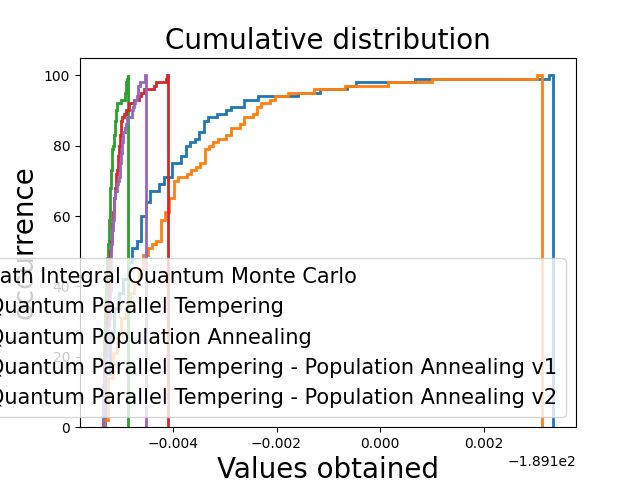 Cumulative distribution
100
80
60
40
20
0
occurrence
ath Integral Quantum Monte Carlo
Quantum Parallel Tempering
Quantum Population Annealing
Quantum Parallel Tempering - Population Annealing v1
Quantum Parallel Tempering - Population Annealing v2
−0.004 −0.002 0.000 0.002
−1.891e2
Values obtained